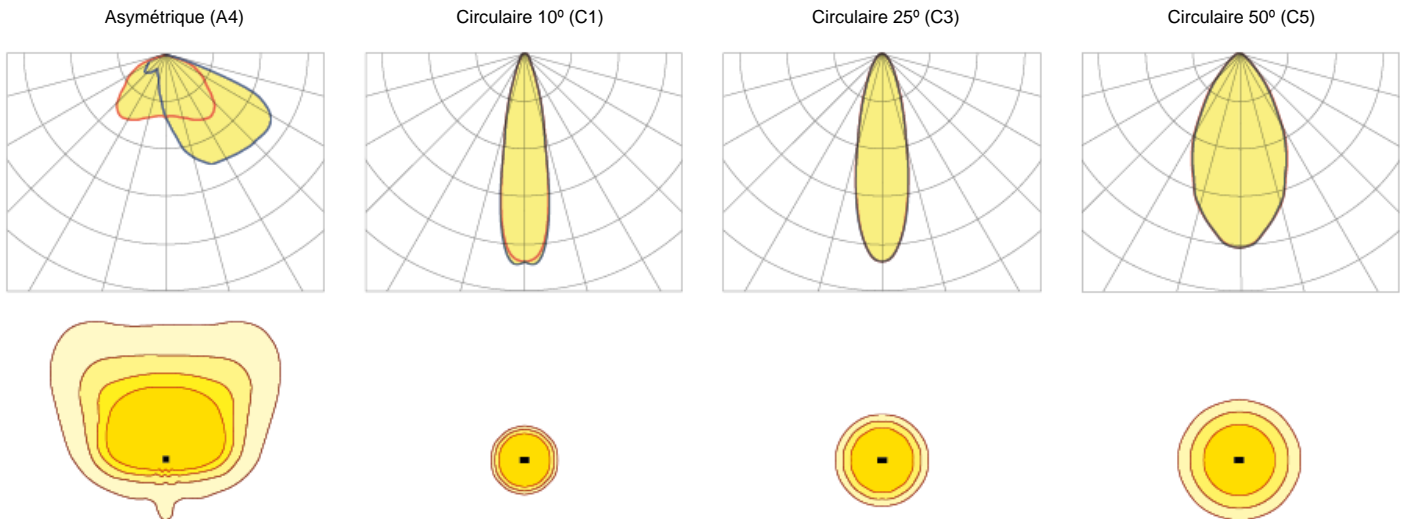 Asymétrique (A4)
Circulaire 10º (C1)
Circulaire 25º (C3)
Circulaire 50º (C5)